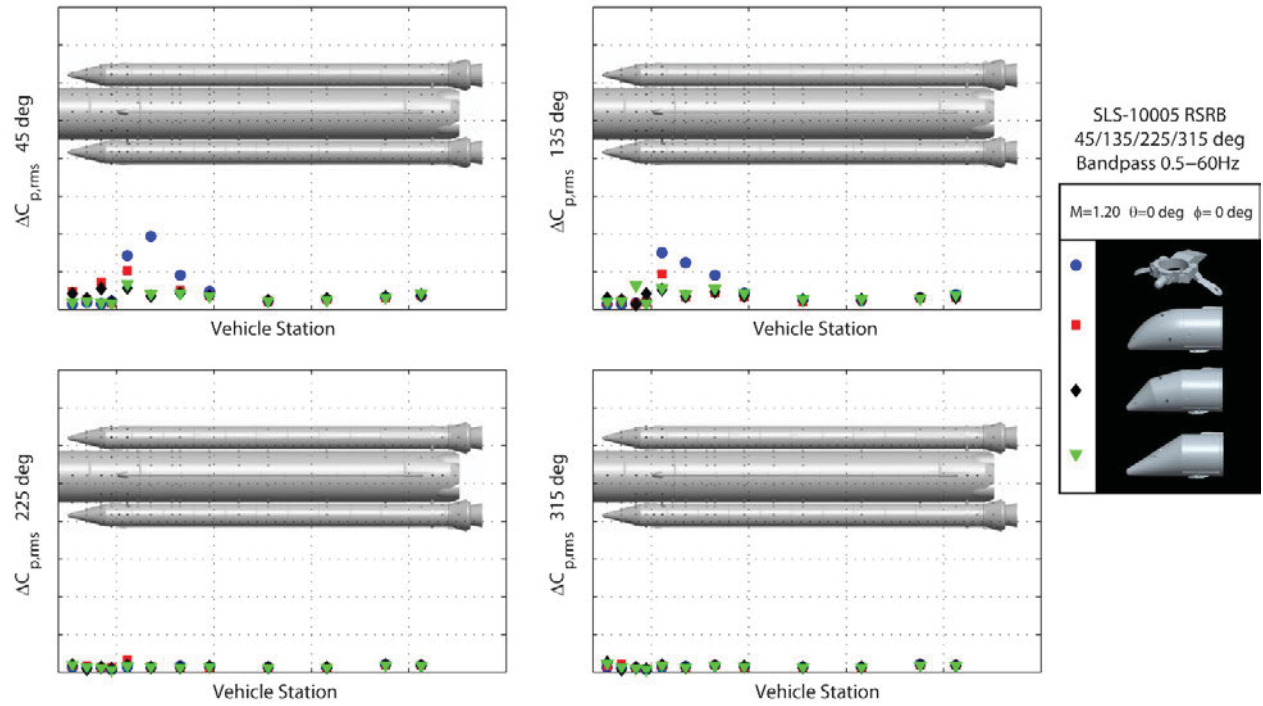 ΔC p,rms 45 deg
Vehicle Station
ΔC p,rms 135 deg
Vehicle Station
SLS-10005 RSRB
45/135/225/315 deg
Bandpass 0.5−60Hz
M=1.20 θ=0 deg ϕ= 0 deg
ΔC p,rms 225 deg
Vehicle Station
ΔC p,rms 315 deg
Vehicle Station